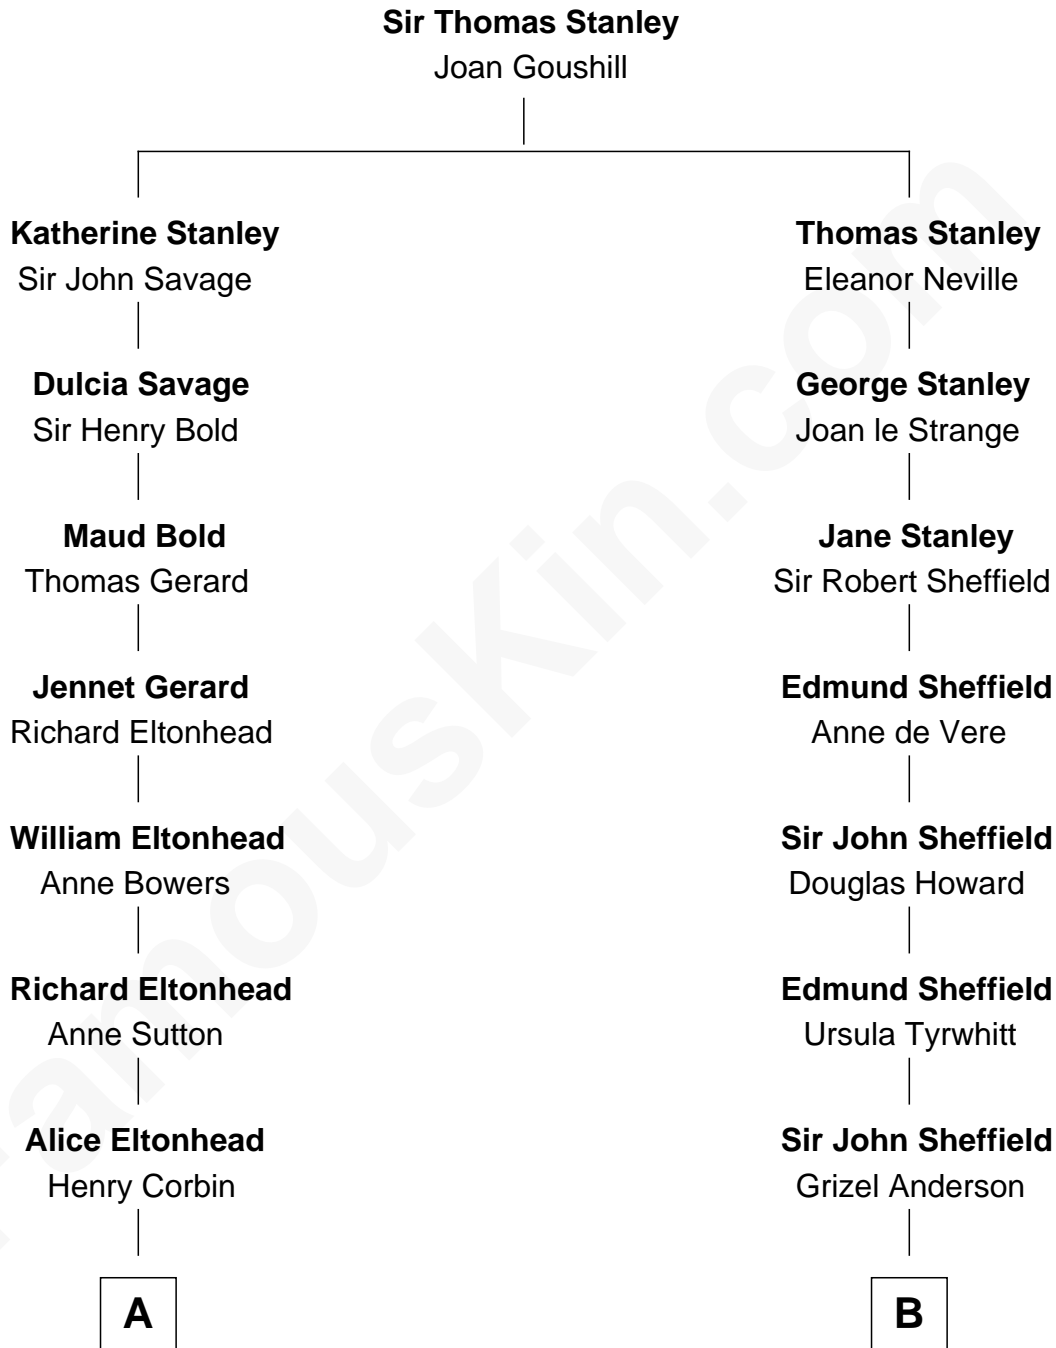 Sir Thomas Stanley
Joan Goushill
Katherine Stanley
Sir John Savage
Thomas Stanley
Eleanor Neville
Dulcia Savage
Sir Henry Bold
George Stanley
Joan le Strange
Maud Bold
Thomas Gerard
Jane Stanley
Sir Robert Sheffield
Jennet Gerard
Richard Eltonhead
Edmund Sheffield
Anne de Vere
William Eltonhead
Anne Bowers
Sir John Sheffield
Douglas Howard
Richard Eltonhead
Anne Sutton
Edmund Sheffield
Ursula Tyrwhitt
Alice Eltonhead
Henry Corbin
Sir John Sheffield
Grizel Anderson
A
B
FamousKin.com